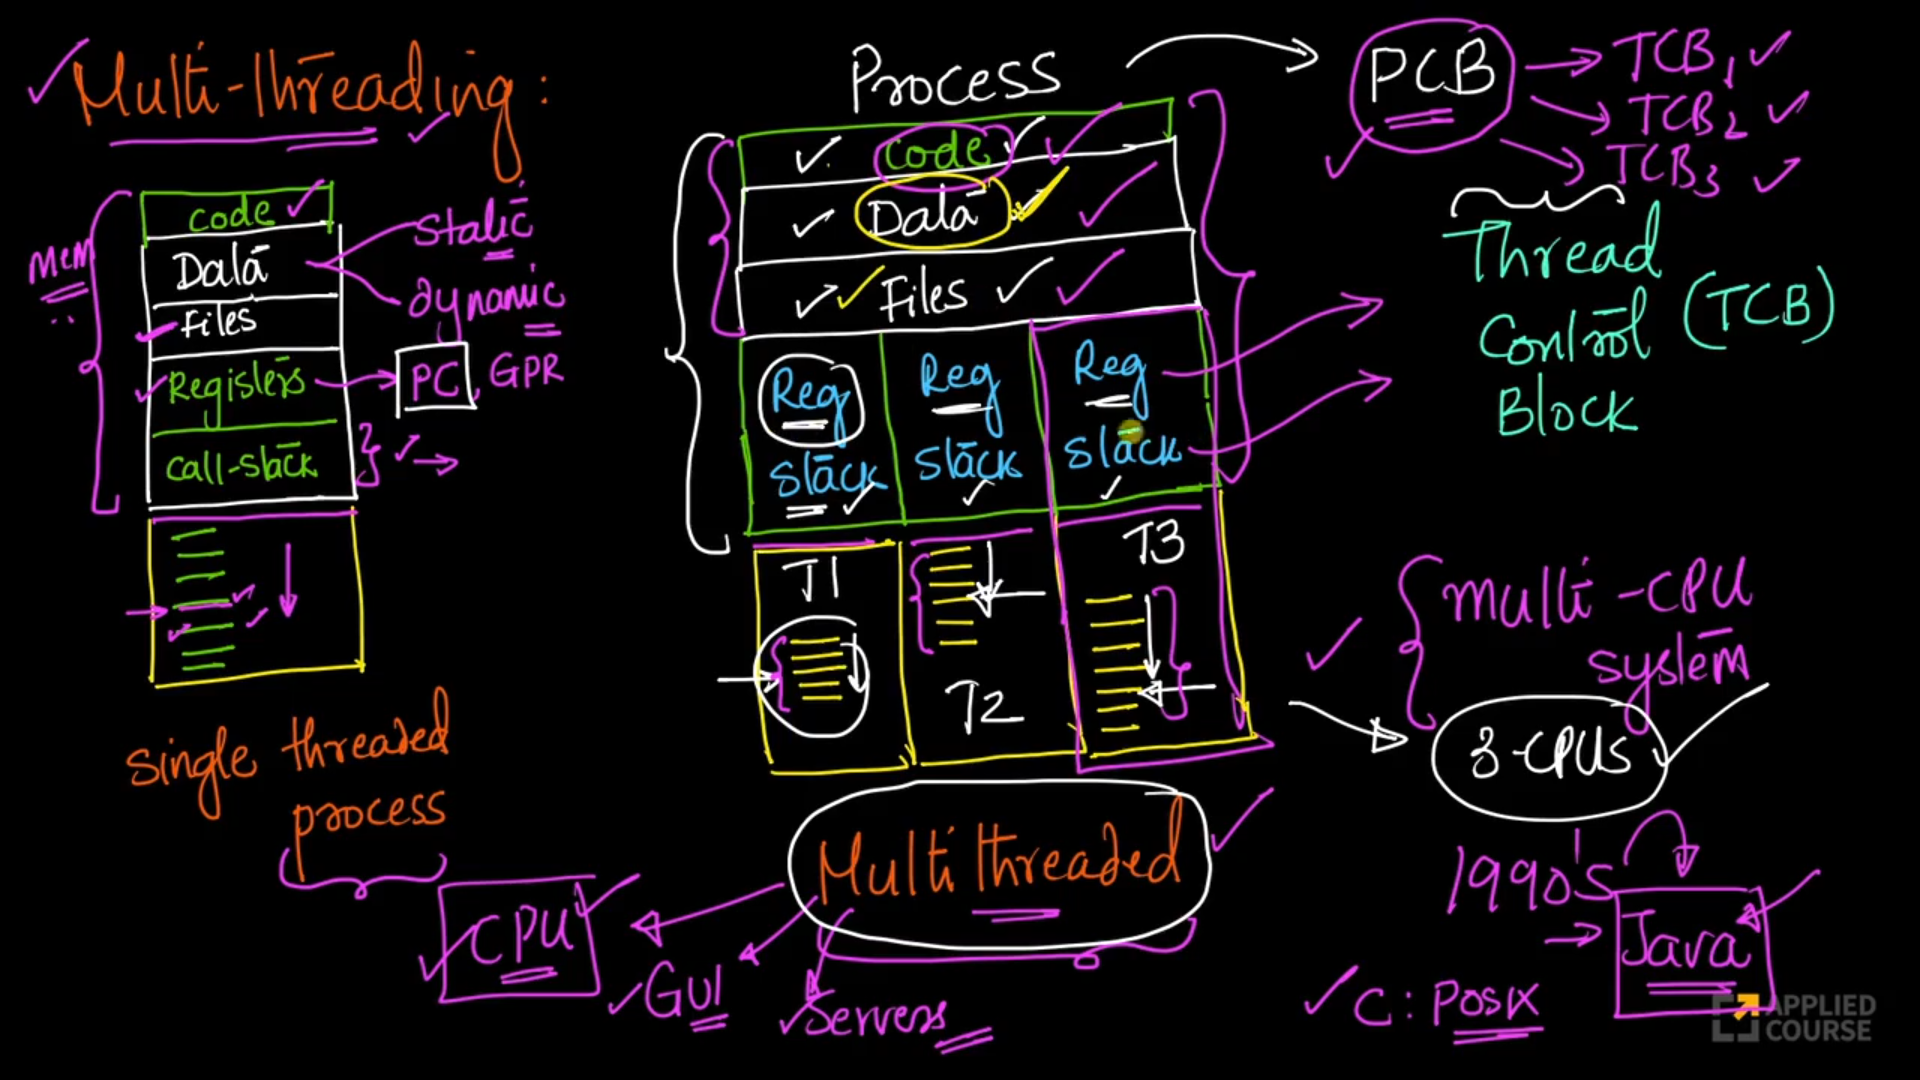 Multi-threading:
code
Data
Files
Registers
call-stack
Mem
static
dynamic
PC, GPR
single threaded
process
Process
code
Data
Files
Reg
stack
Reg
stack
Reg
stack
T1
T2
T3
Multi threaded
CPU
GUI
Servers
PCB
TCB1
TCB2
TCB3
Thread
Control (TCB)
Block
multi-CPU
system
3-CPUs
1990's
Java
C: POSIX
APPLIED
COURSE